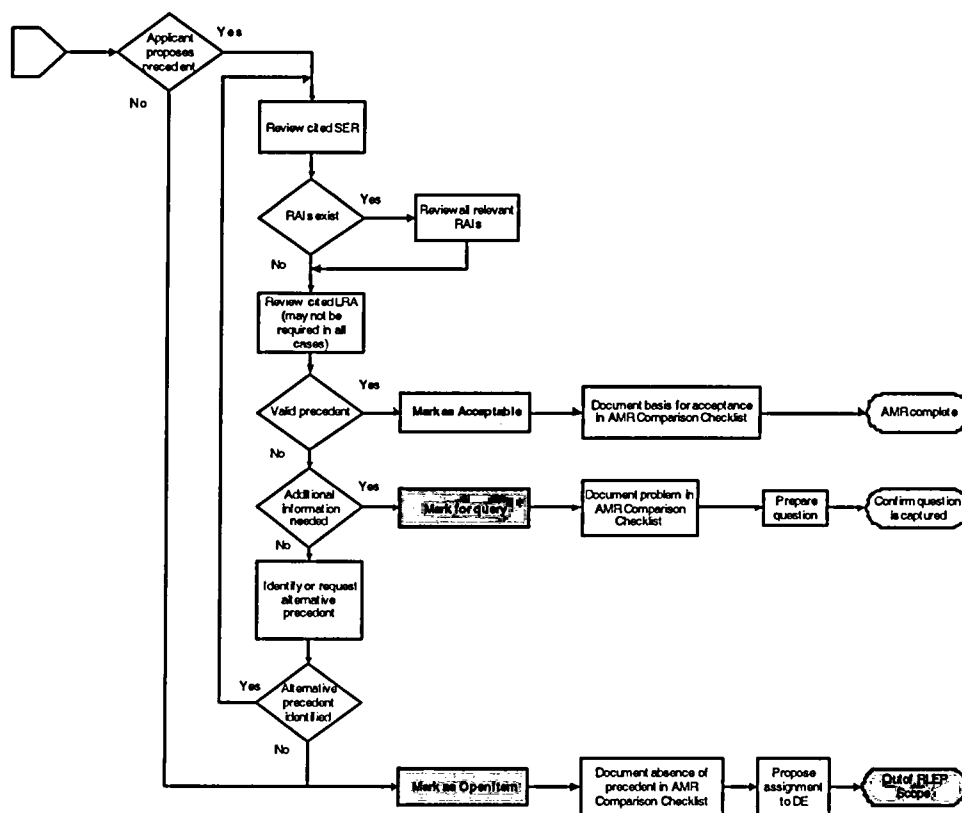 Applicant
proposes
precedent
Yes
No
Review cited SER
RAIs exist
Yes
Review all relevant
RAIs
No
Review cited LRA
(may not be
required in all
cases)
Valid precedent
Yes
Mark as Acceptable
Document basis for acceptance
in AMR Comparison Checklist
AMR complete
No
Additional
information
needed
Yes
Mark for query
Document problem in
AMR Comparison
Checklist
Prepare
question
Confirm question
is captured
No
Identify or request
alternative
precedent
Alternative
precedent
identified
Yes
No
Mark as Open Item
Document absence of
precedent in AMR
Comparison Checklist
Propose
assignment
to DE
Out of RLEP
Scope